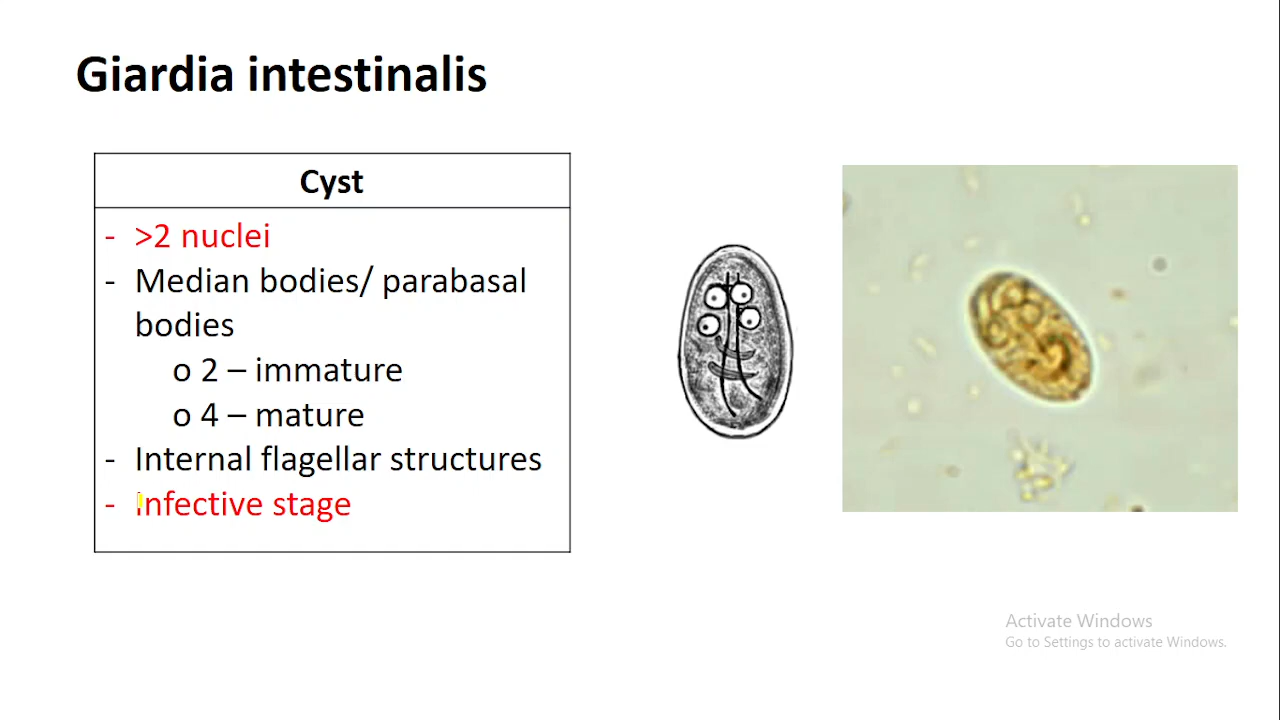 Giardia intestinalis
Cyst
- >2 nuclei
- Median bodies/ parabasal
bodies
o 2 – immature
o 4 – mature
- Internal flagellar structures
- Infective stage
Activate Windows
Go to Settings to activate Windows.